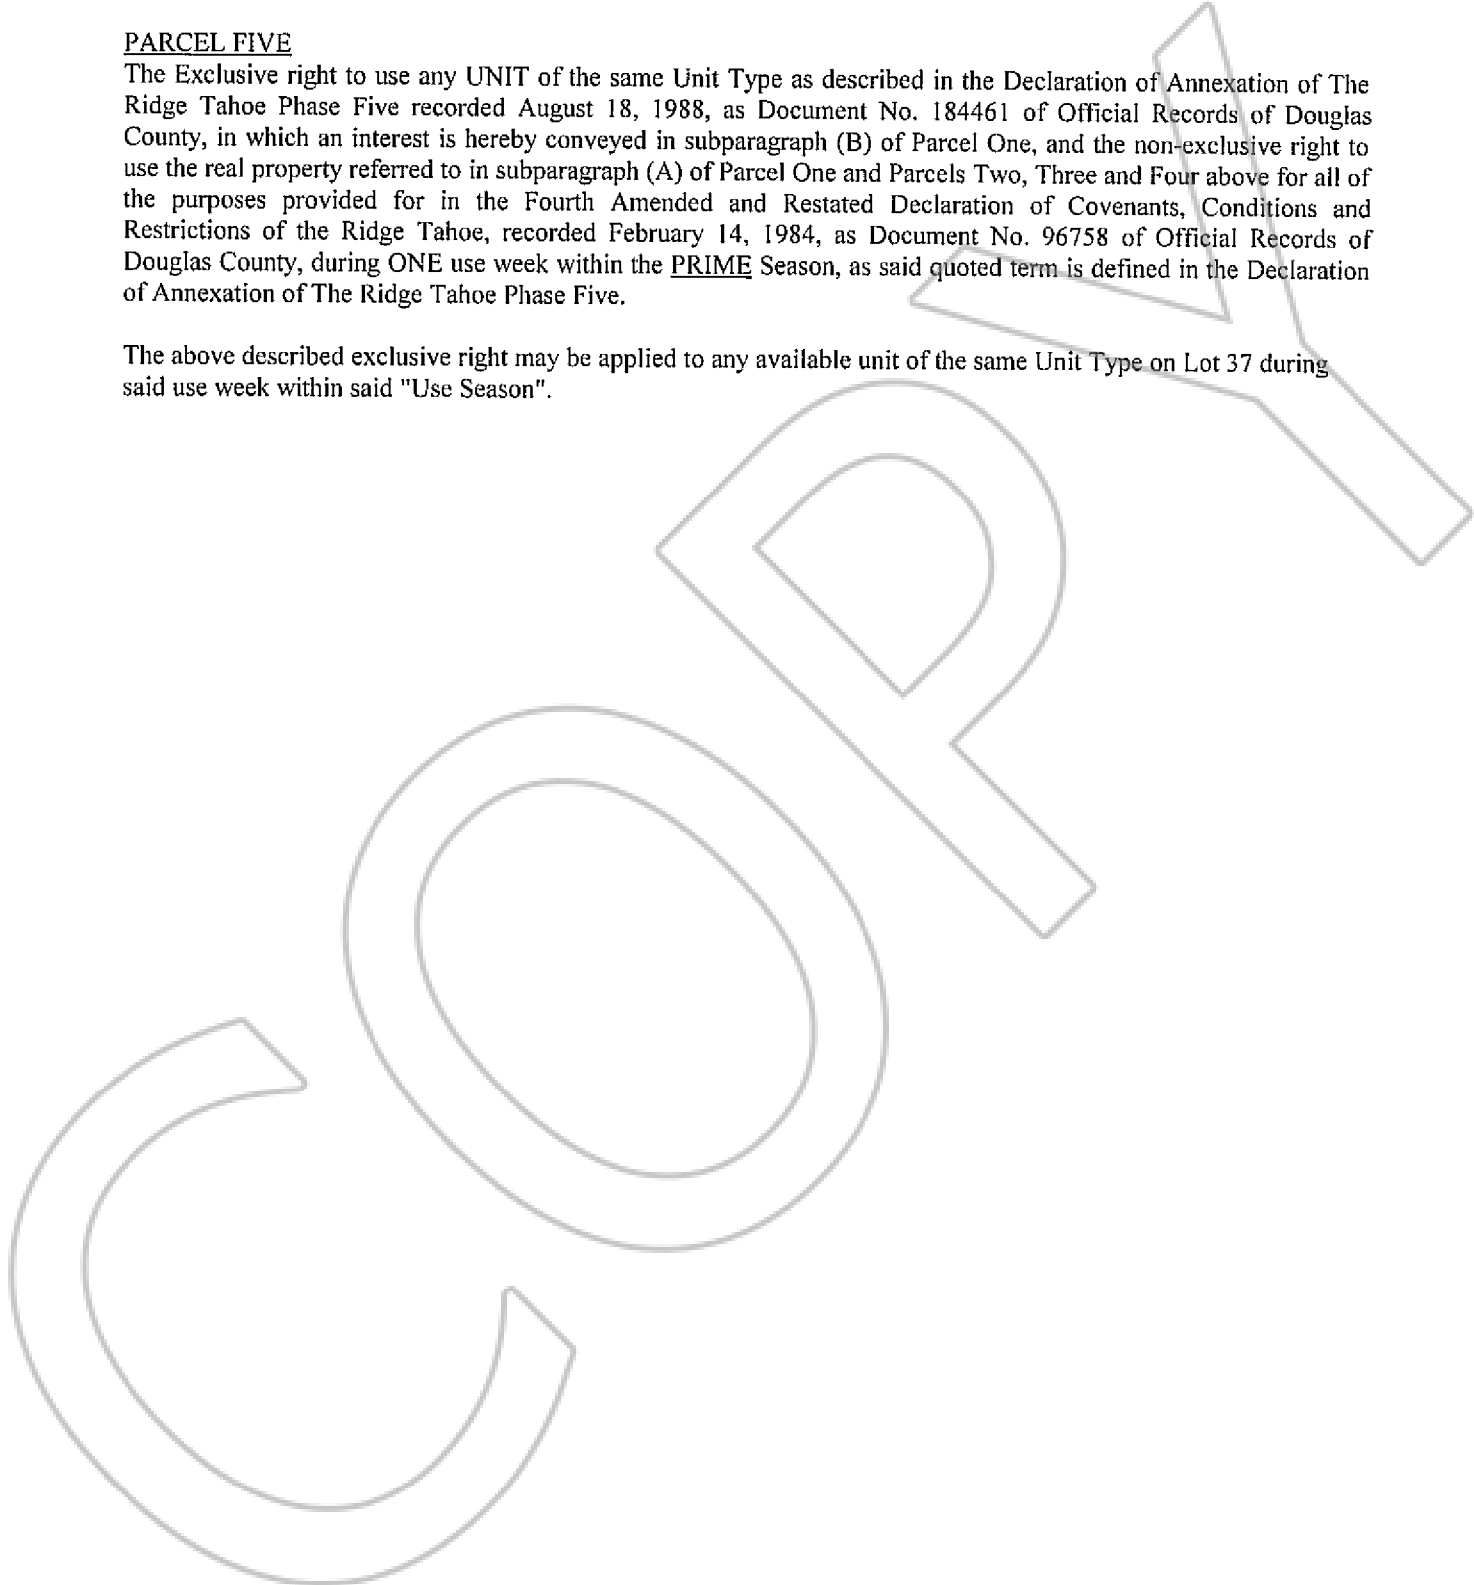 PARCEL FIVE
The Exclusive right to use any UNIT of the same Unit Type as described in the Declaration of Annexation of The
Ridge Tahoe Phase Five recorded August 18, 1988, as Document No. 184461 of Official Records of Douglas
County, in which an interest is hereby conveyed in subparagraph (B) of Parcel One, and the non-exclusive right to
use the real property referred to in subparagraph (A) of Parcel One and Parcels Two, Three and Four above for all of
the purposes provided for in the Fourth Amended and Restated Declaration of Covenants, Conditions and
Restrictions of the Ridge Tahoe, recorded February 14, 1984, as Document No. 96758 of Official Records of
Douglas County, during ONE use week within the PRIME Season, as said quoted term is defined in the Declaration
of Annexation of The Ridge Tahoe Phase Five.
The above described exclusive right may be applied to any available unit of the same Unit Type on Lot 37 during
said use week within said "Use Season".
COPY